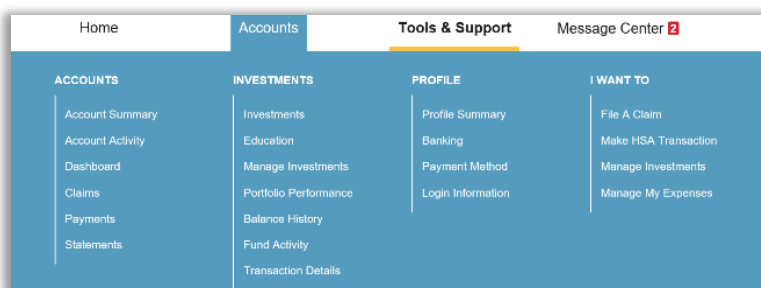 Home Accounts Tools & Support Message Center 2
ACCOUNTS
Account Summary
Account Activity
Dashboard
Claims
Payments
Statements
INVESTMENTS
Investments
Education
Manage Investments
Portfolio Performance
Balance History
Fund Activity
Transaction Details
PROFILE
Profile Summary
Banking
Payment Method
Login Information
I WANT TO
File A Claim
Make HSA Transaction
Manage Investments
Manage My Expenses